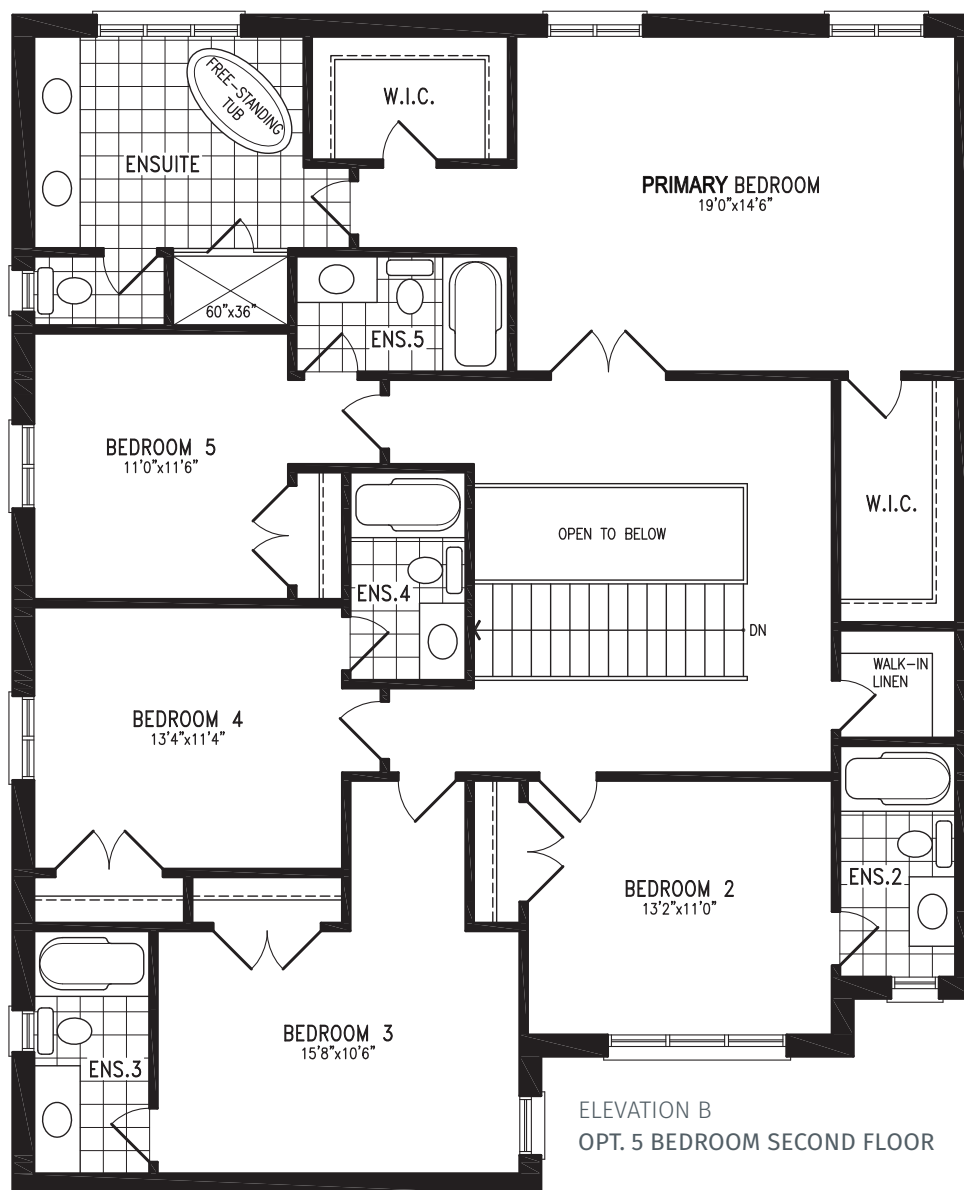 FREE-STANDING
TUB
W.I.C.
ENSUITE
PRIMARY BEDROOM
19'0"x14'6"
60"x36"
ENS.5
BEDROOM 5
11'0"x11'6"
W.I.C.
OPEN TO BELOW
ENS.4
DN
WALK-IN
LINEN
BEDROOM 4
13'4"x11'4"
BEDROOM 2
13'2"x11'0"
ENS.2
BEDROOM 3
15'8"x10'6"
ENS.3
ELEVATION B
OPT. 5 BEDROOM SECOND FLOOR